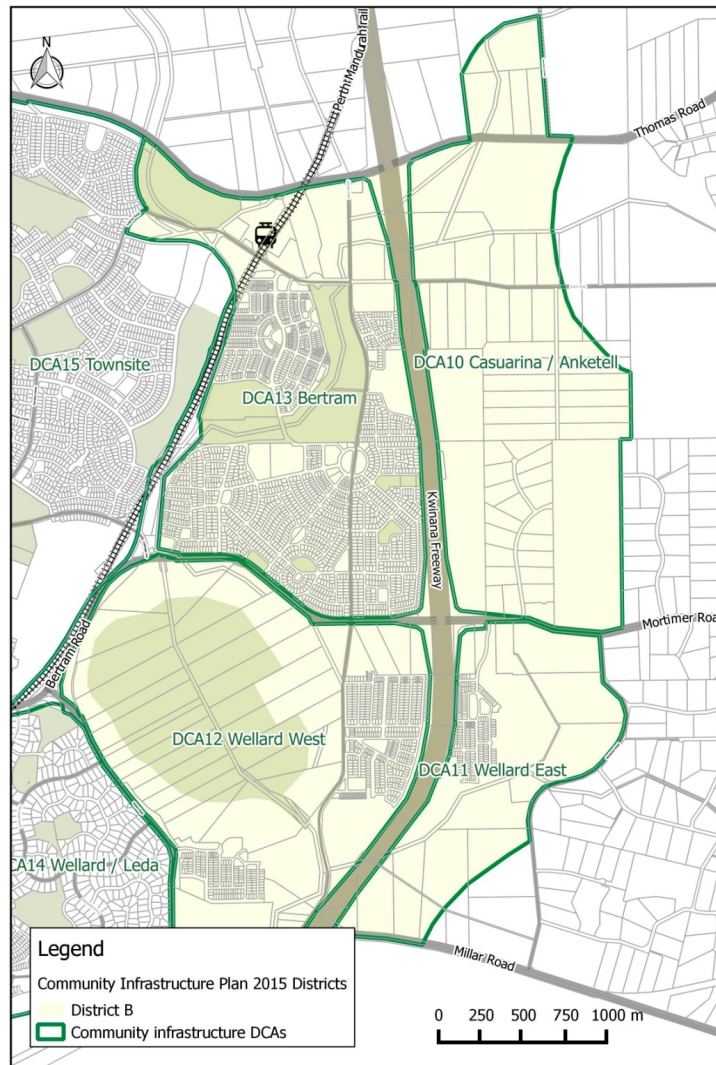 N
Perth Mandurah rail
Thomas Road
DCA15 Townsite
DCA10 Casuarina / Anketell
DCA13 Bertram
Kwinana Freeway
Mortimer Roa
Bertram Road
DCA12 Wellard West
DCA11 Wellard East
CA14 Wellard / Leda
Millar Road
Legend
Community Infrastructure Plan 2015 Districts
District B
Community infrastructure DCAs
0 250 500 750 1000 m